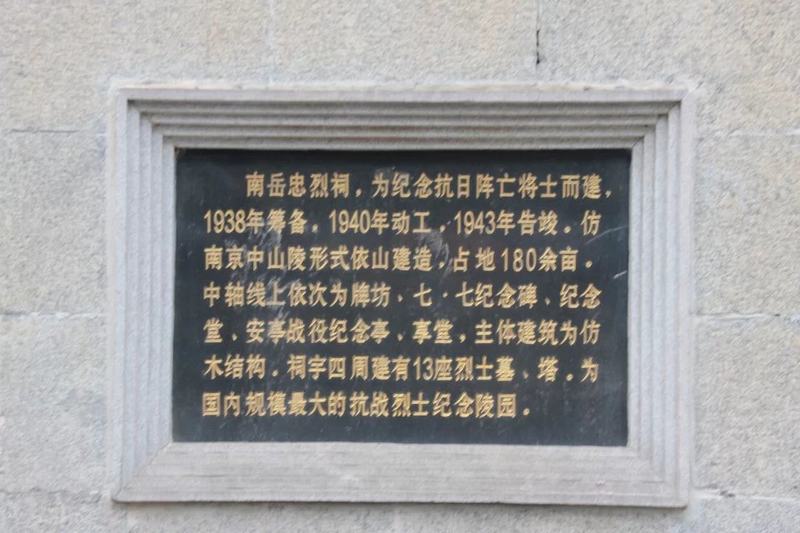 南岳忠烈祠，为纪念抗日阵亡将士而建，
1938年筹备。1940年动工，1943年告竣。仿
南京中山陵形式依山建造，占地180余亩。
中轴线上依次为牌坊、七·七纪念碑、纪念
堂、安亭战役纪念亭、享堂，主体建筑为仿
木结构。祠宇四周建有13座烈士墓、塔。为
国内规模最大的抗战烈士纪念陵园。